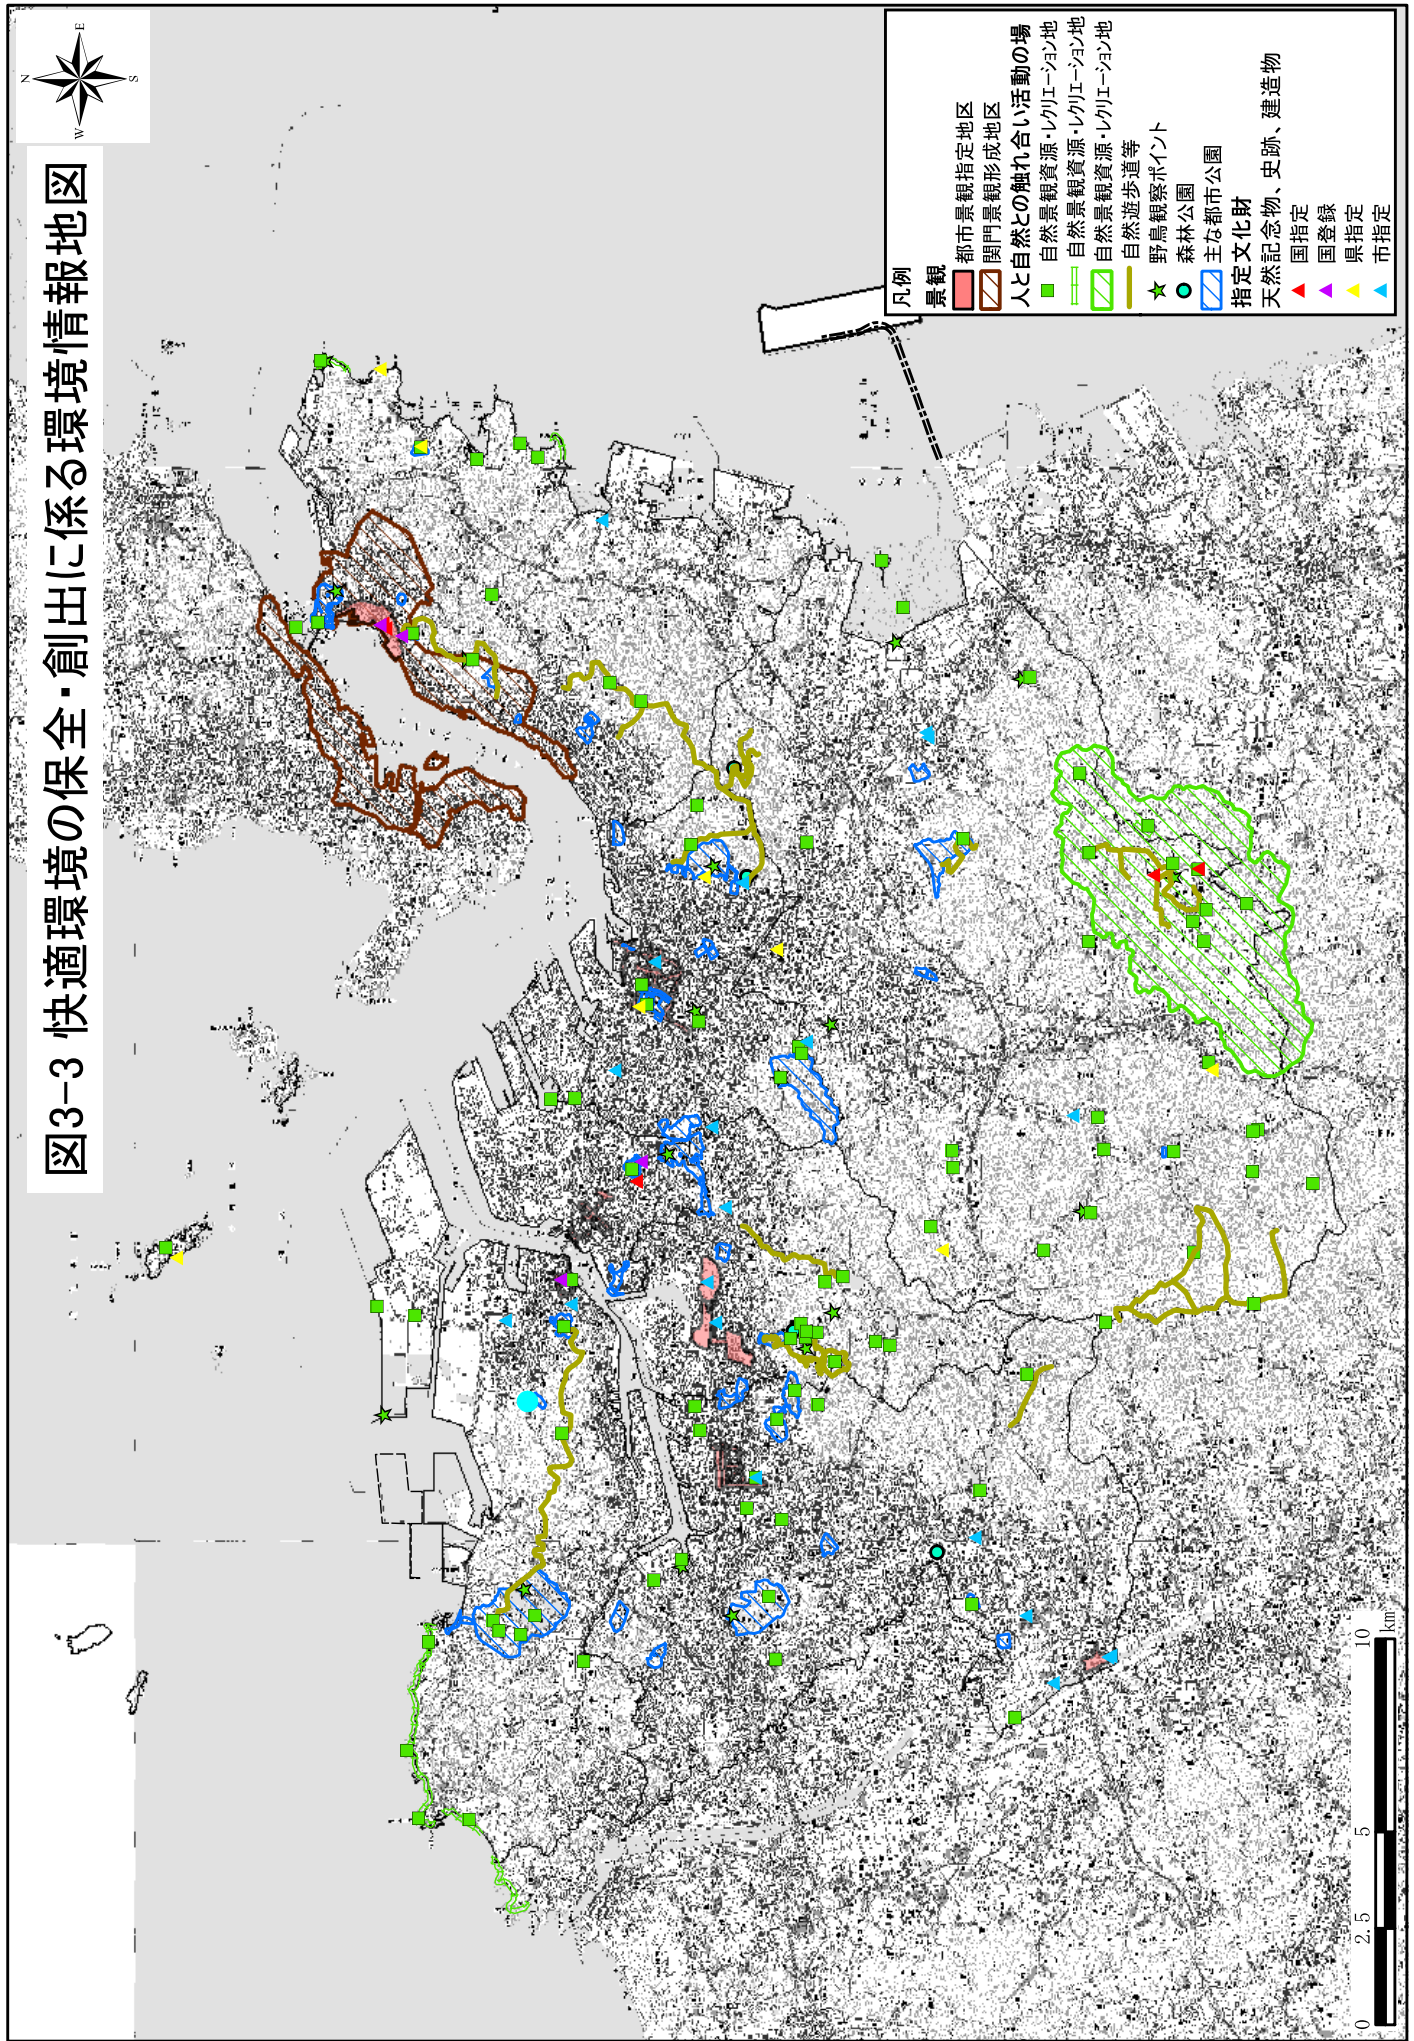 図3-3 快適環境の保全・創出に係る環境情報地図
N
E
S
W
凡例
景観
都市景観指定地区
関門景観形成地区
人と自然との触れ合い活動の場
自然景観資源・レクリエーション地
自然景観資源・レクリエーション地
自然景観資源・レクリエーション地
自然遊歩道等
野鳥観察ポイント
森林公園
主な都市公園
指定文化財
天然記念物、史跡、建造物
国指定
国登録
県指定
市指定
0 2.5 5 10
km